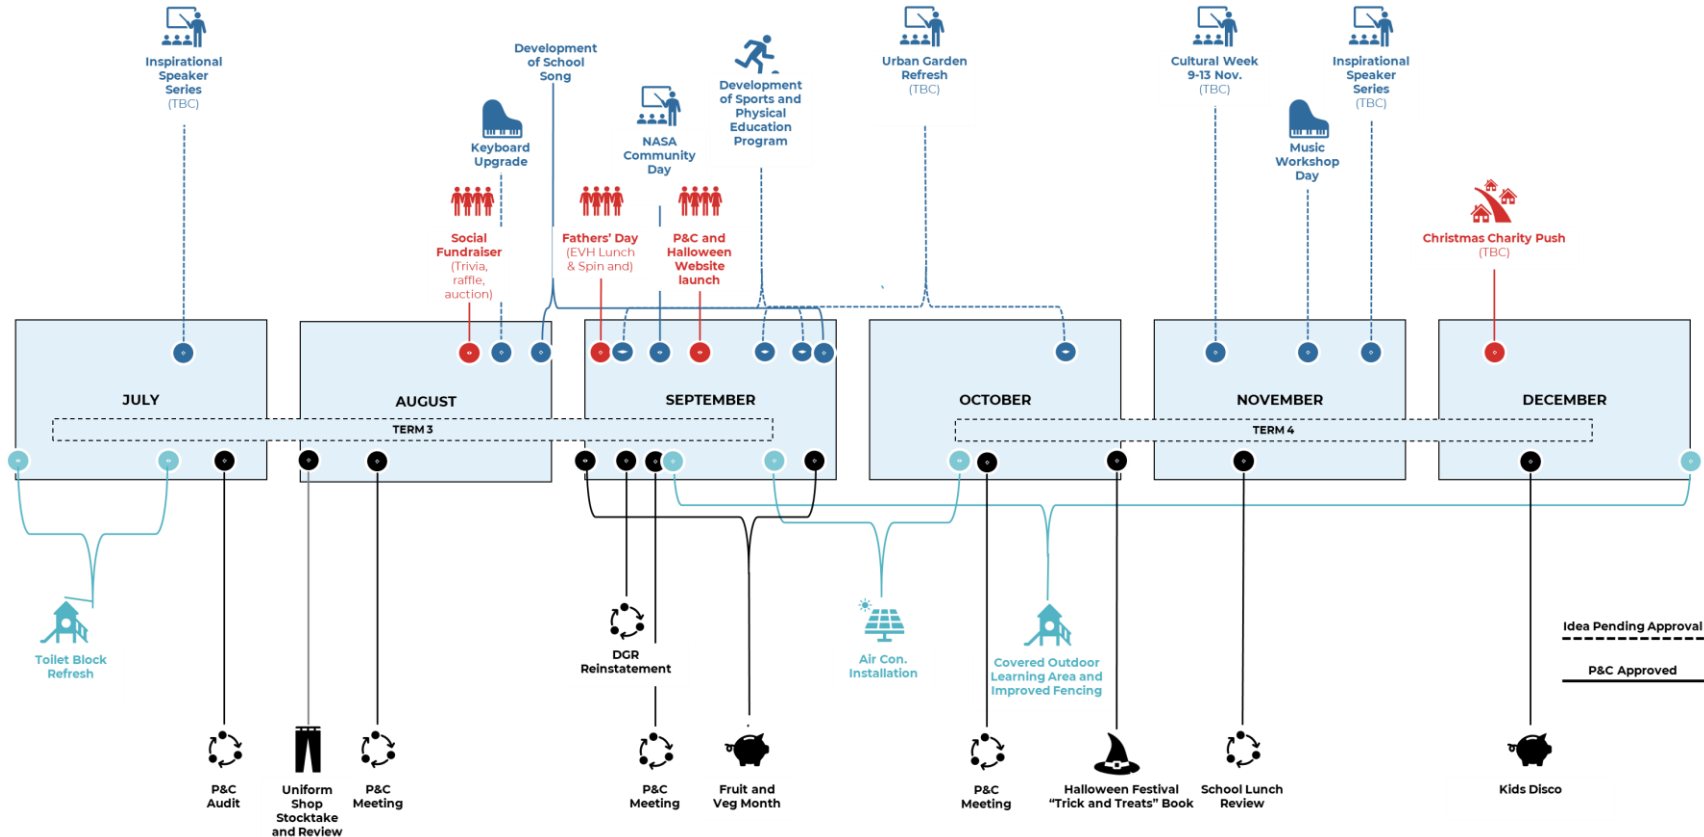 Inspirational
Speaker
Series
(TBC)
Keyboard
Upgrade
Development
of School
Song
NASA
Community
Day
Development
of Sports and
Physical
Education
Program
Urban Garden
Refresh
(TBC)
Cultural Week
9-13 Nov.
(TBC)
Music
Workshop
Day
Inspirational
Speaker
Series
(TBC)
Social
Fundraiser
(Trivia,
raffle,
auction)
Fathers' Day
(EVH Lunch
& Spin and)
P&C and
Halloween
Website
launch
Christmas Charity Push
(TBC)
JULY
AUGUST
SEPTEMBER
OCTOBER
NOVEMBER
DECEMBER
TERM 3
TERM 4
Toilet Block
Refresh
DGR
Reinstatement
Air Con.
Installation
Covered Outdoor
Learning Area and
Improved Fencing
Idea Pending Approval
P&C Approved
P&C
Audit
Uniform
Shop
Stocktake
and Review
P&C
Meeting
P&C
Meeting
Fruit and
Veg Month
P&C
Meeting
Halloween Festival
“Trick and Treats” Book
School Lunch
Review
Kids Disco